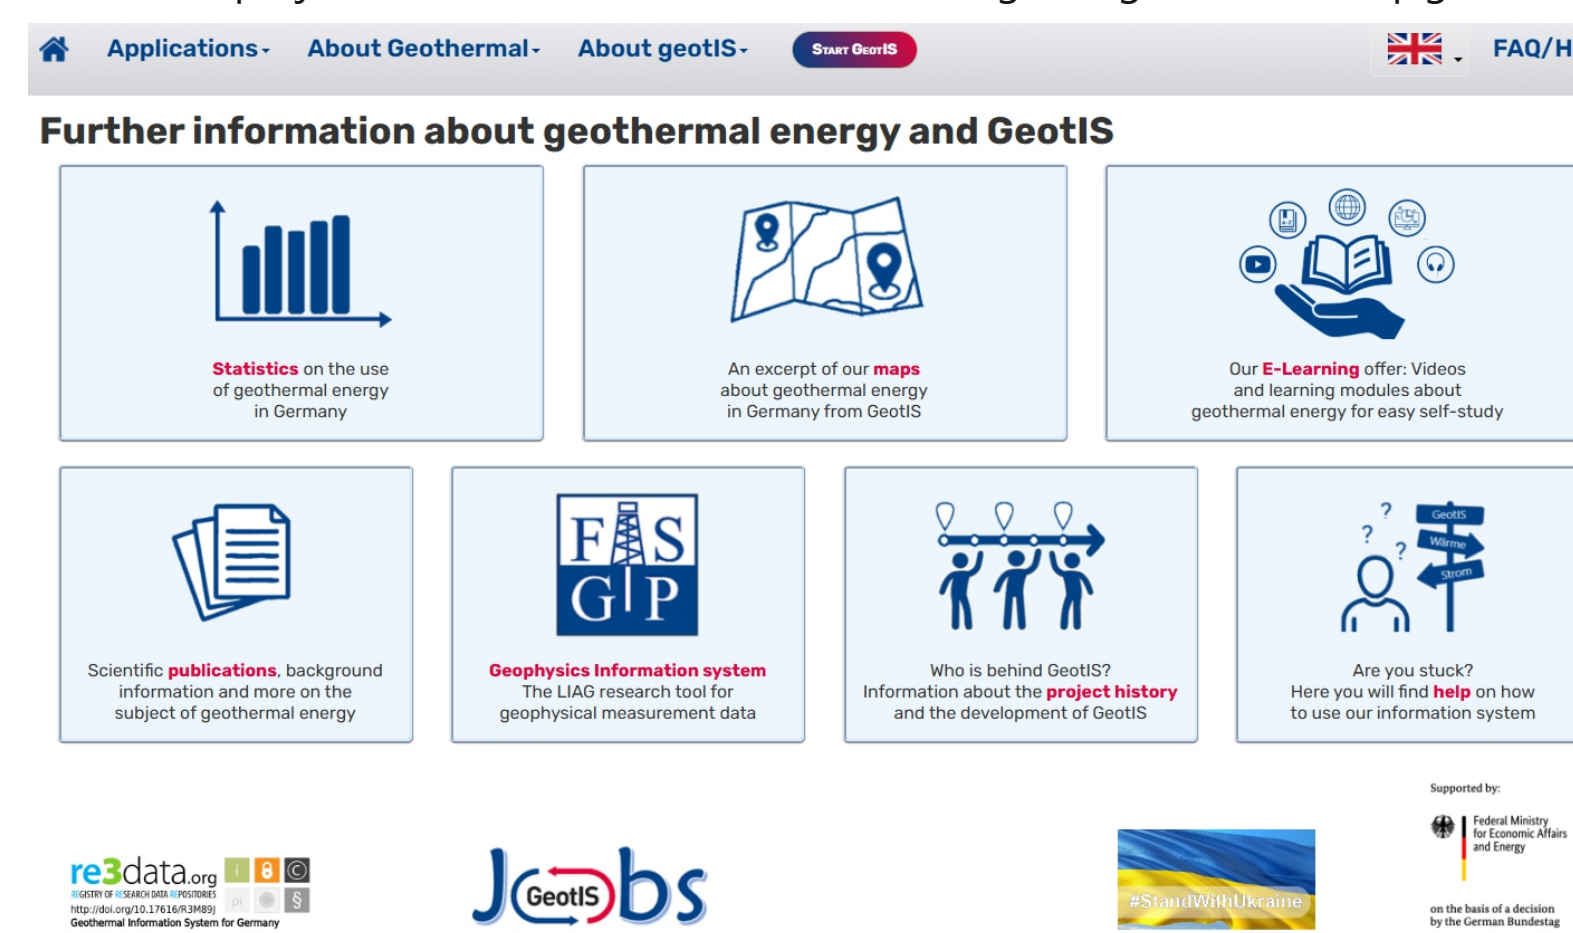 Applications
About Geothermal
About geotIS
START GEOTIS
FAQ/H
Further information about geothermal energy and GeotIS
Statistics on the use
of geothermal energy
in Germany
An excerpt of our maps
about geothermal energy
in Germany from GeotIS
A-Z
Our E-Learning offer: Videos
and learning modules about
geothermal energy for easy self-study
Scientific publications, background
information and more on the
subject of geothermal energy
F S
G P
Geophysics Information system
The LIAG research tool for
geophysical measurement data
Who is behind GeotIS?
Information about the project history
and the development of GeotIS
? ? ?
GeotIS
Wärme
Strom
Are you stuck?
Here you will find help on how
to use our information system
re3data.org
REGISTRY OF RESEARCH DATA REPOSITORIES
http://doi.org/10.17616/R3M89J
Geothermal Information System for Germany
i ©
pi §
Jobs
GeotIS
#StandWithUkraine
Supported by:
Federal Ministry
for Economic Affairs
and Energy
on the basis of a decision
by the German Bundestag